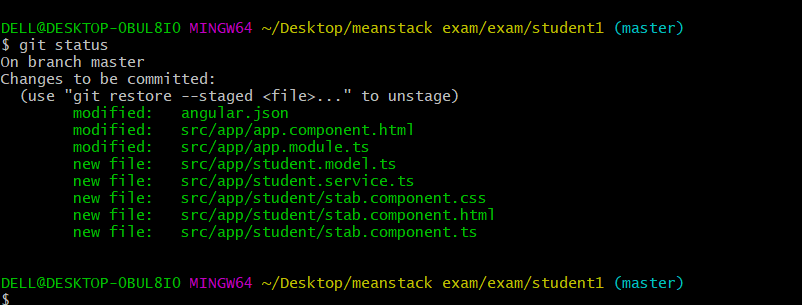 DELL@DESKTOP-OBUL8IO MINGW64 ~/Desktop/meanstack exam/exam/student1 (master)
$ git status
On branch master
Changes to be committed:
  (use "git restore --staged <file>..." to unstage)
        modified:   angular.json
        modified:   src/app/app.component.html
        modified:   src/app/app.module.ts
        new file:   src/app/student.model.ts
        new file:   src/app/student.service.ts
        new file:   src/app/student/stab.component.css
        new file:   src/app/student/stab.component.html
        new file:   src/app/student/stab.component.ts
DELL@DESKTOP-OBUL8IO MINGW64 ~/Desktop/meanstack exam/exam/student1 (master)
$